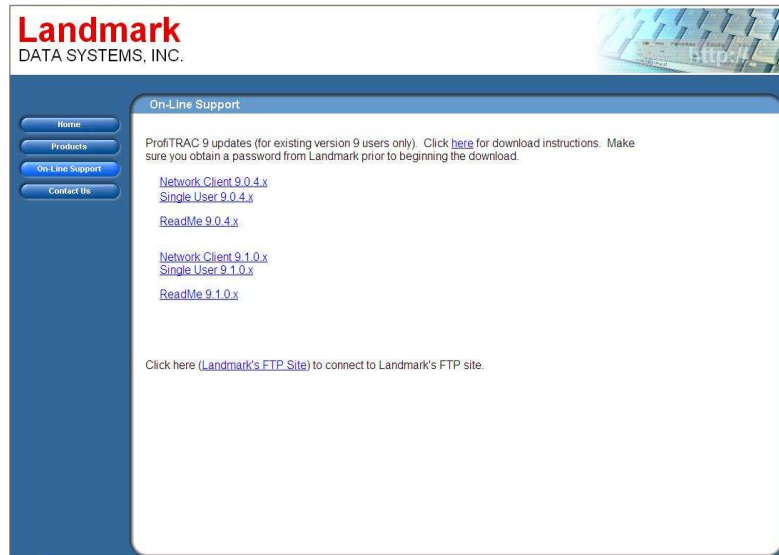 Landmark
DATA SYSTEMS, INC.
http://
On-Line Support
Home
Products
On-Line Support
Contact Us
ProfiTRAC 9 updates (for existing version 9 users only). Click here for download instructions. Make
sure you obtain a password from Landmark prior to beginning the download.
Network Client 9.0.4.x
Single User 9.0.4.x
ReadMe 9.0.4.x
Network Client 9.1.0.x
Single User 9.1.0.x
ReadMe 9.1.0.x
Click here (Landmark's FTP Site) to connect to Landmark's FTP site.